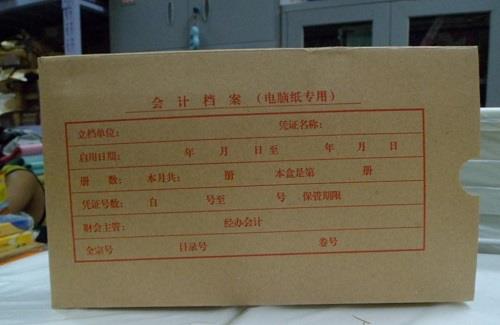 会计档案（电脑纸专用）
立档单位： 凭证名称：
启用日期： 年 月 日至 年 月 日
册 数： 本月共： 册 本盒是第 册
凭证号数： 自 号至 号 保管期限
财会主管： 经办会计
全宗号 目录号 卷号